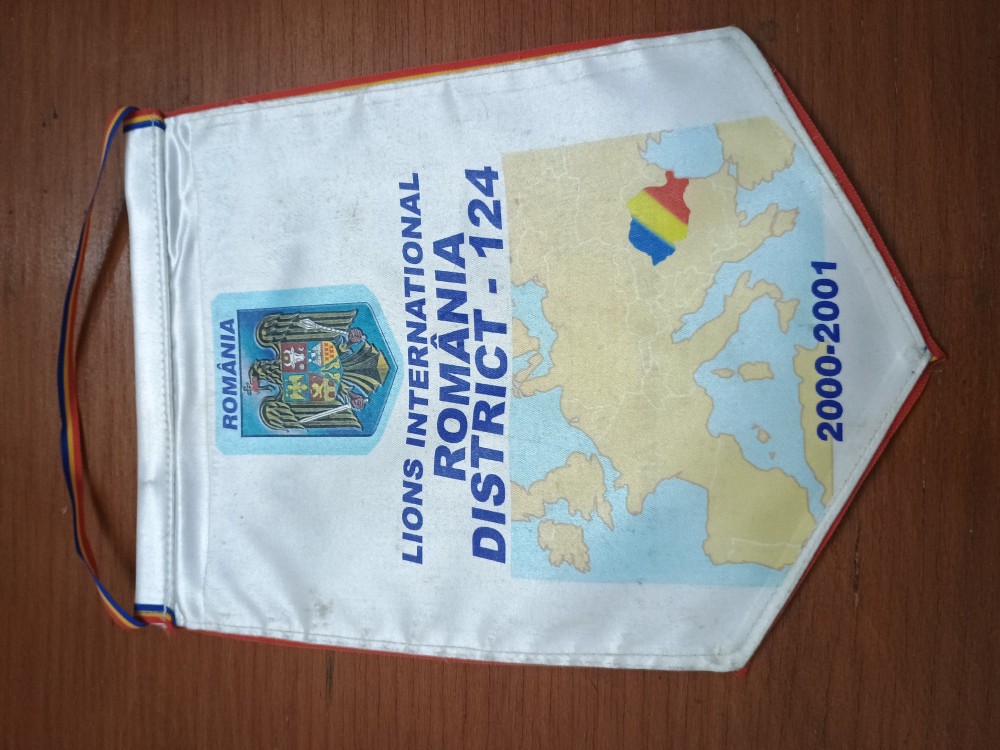 ROMÂNIA
LIONS INTERNATIONAL
ROMÂNIA
DISTRICT - 124
2000-2001